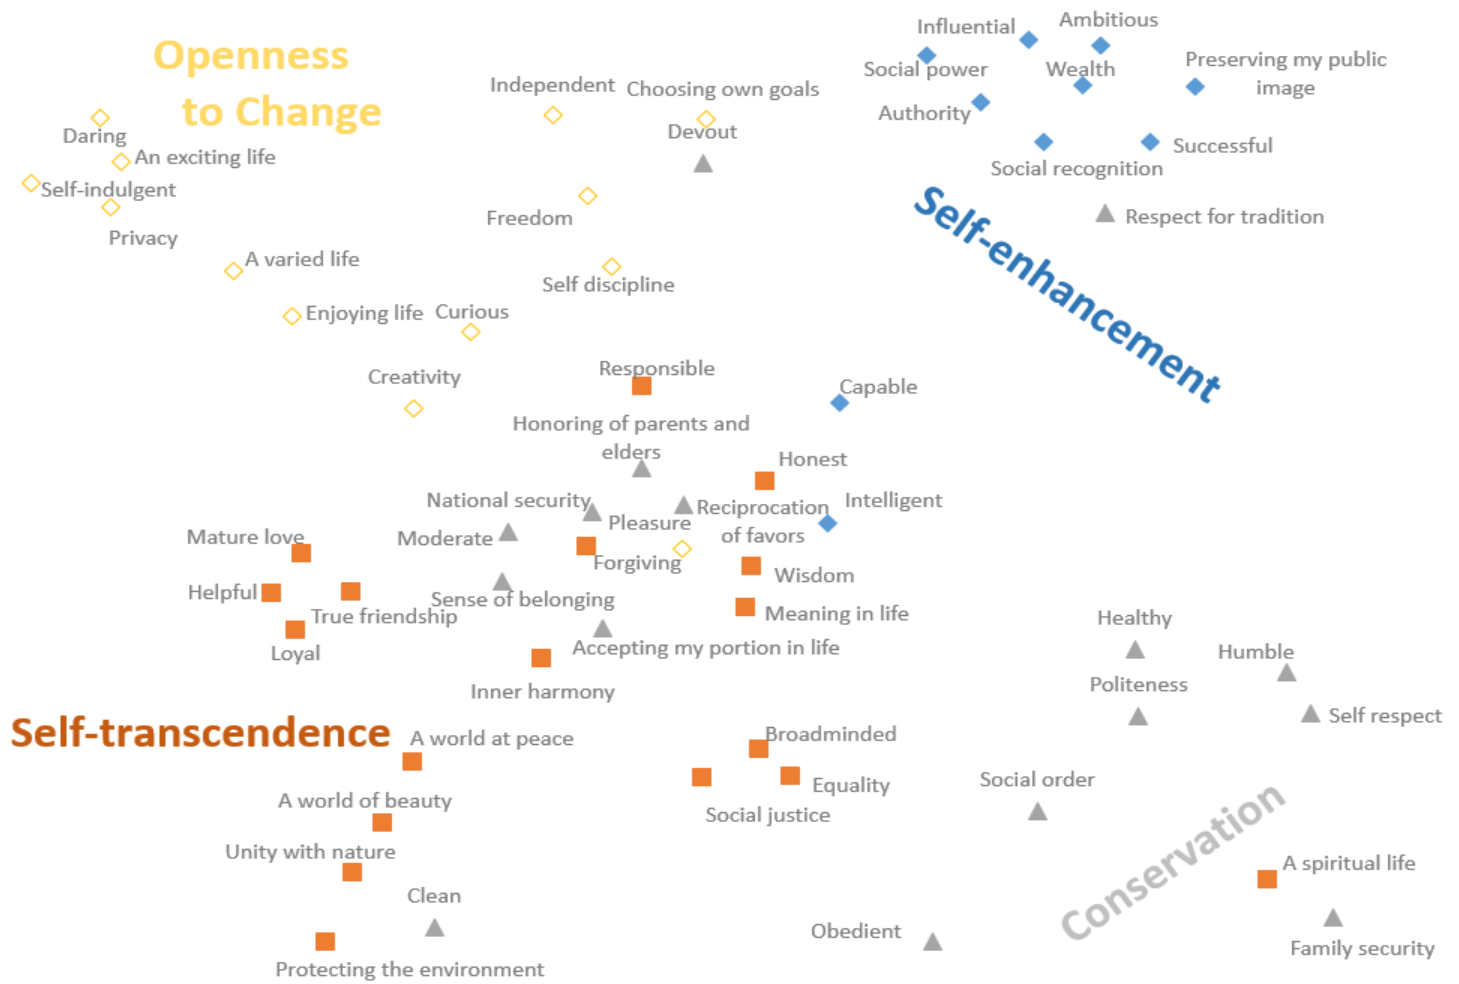 Openness
to Change
Influential
Ambitious
Social power
Wealth
Preserving my public
image
Authority
Independent
Choosing own goals
Devout
Daring
An exciting life
Self-indulgent
Privacy
Successful
Social recognition
Respect for tradition
Freedom
Self-enhancement
A varied life
Self discipline
Enjoying life
Curious
Creativity
Responsible
Capable
Honoring of parents and
elders
Honest
National security
Reciprocation
of favors
Intelligent
Pleasure
Moderate
Mature love
Forgiving
Wisdom
Helpful
Sense of belonging
True friendship
Meaning in life
Loyal
Accepting my portion in life
Inner harmony
Healthy
Humble
Politeness
Self respect
Self-transcendence
A world at peace
Broadminded
Equality
Social order
Social justice
A world of beauty
Unity with nature
Conservation
A spiritual life
Clean
Obedient
Family security
Protecting the environment